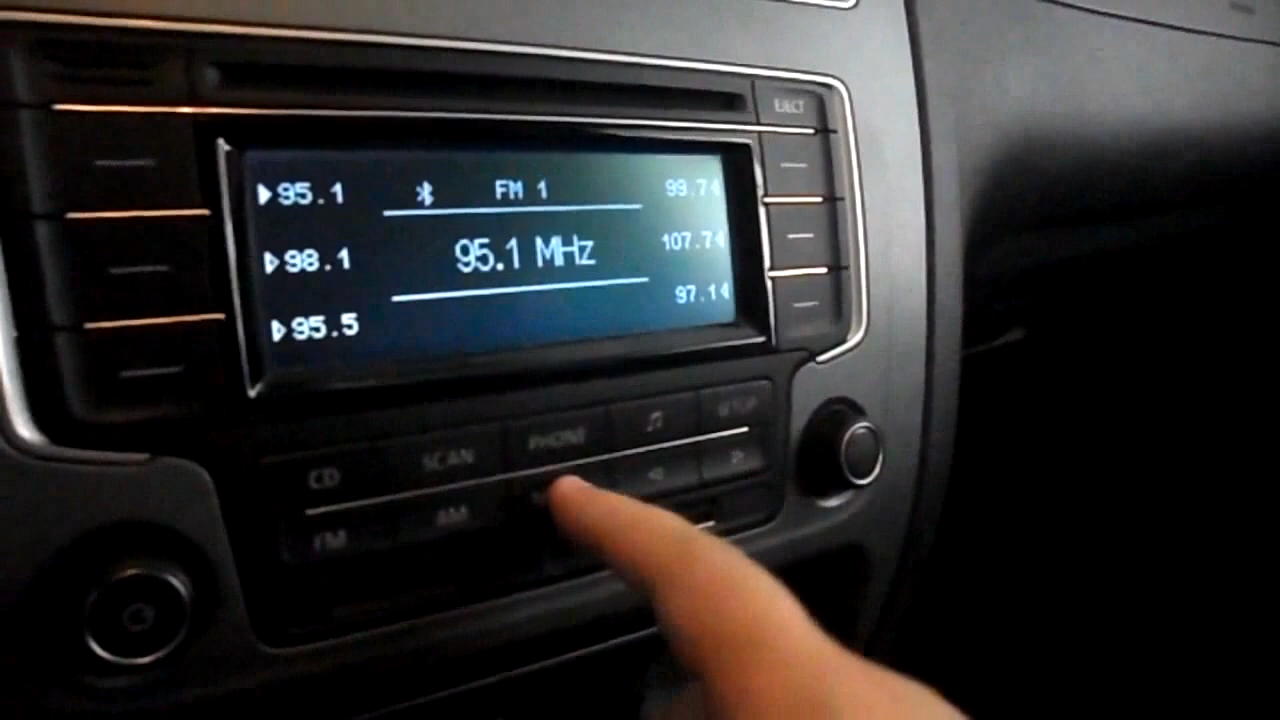 EJECT
95.1 FM 1 99.7
98.1 95.1 MHz 107.7
95.5 97.1
CD SCAN PHONE SETUP
FM AM